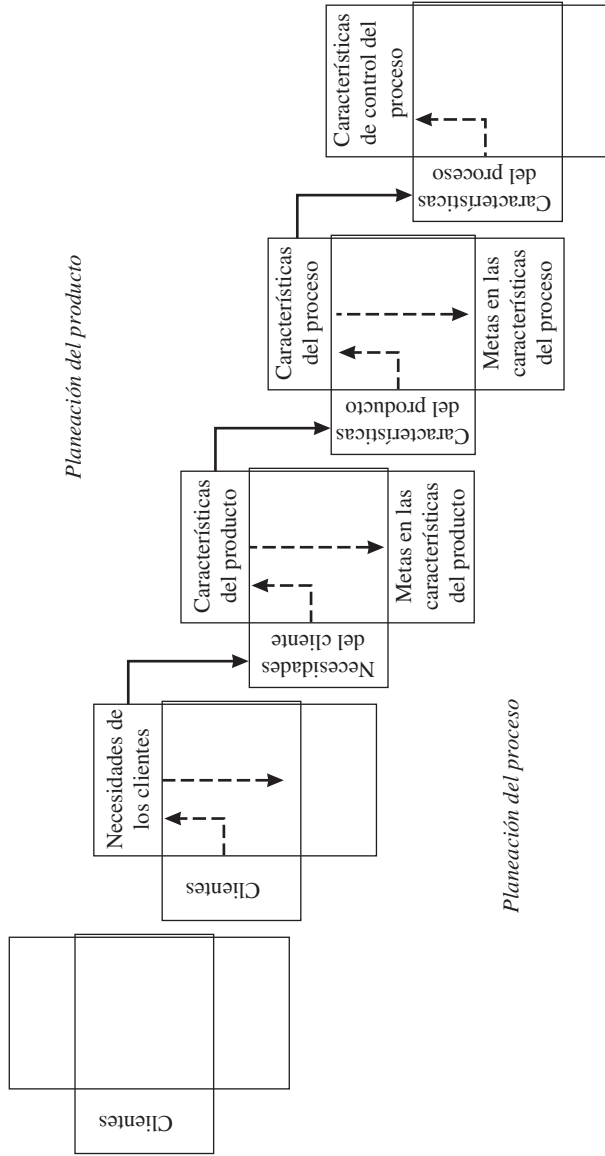 Planeación del producto
Clientes
Necesidades de
los clientes
Clientes
Características
del producto
Necesidades
del cliente
Metas en las
características
del producto
Características
del proceso
Características
del producto
Metas en las
características
del proceso
Características
de control del
proceso
Características
del proceso
Planeación del proceso